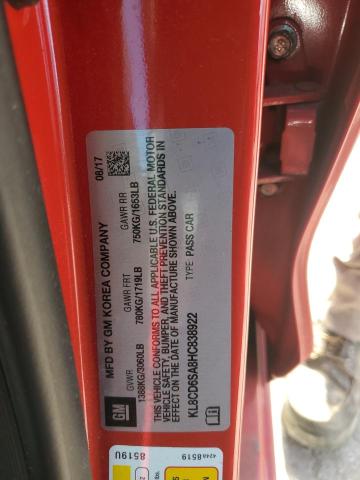 MFD BY GM KOREA COMPANY 08/17
GVWR GAWR FRT GAWR RR
1388KG/3060LB 780KG/1719LB 750KG/1653LB
THIS VEHICLE CONFORMS TO ALL APPLICABLE U.S. FEDERAL MOTOR
VEHICLE SAFETY, BUMPER, AND THEFT PREVENTION STANDARDS IN
EFFECT ON THE DATE OF MANUFACTURE SHOWN ABOVE.
TYPE: PASS CAR
KL8CD6SA8HC838922
GM
8519U
42448519